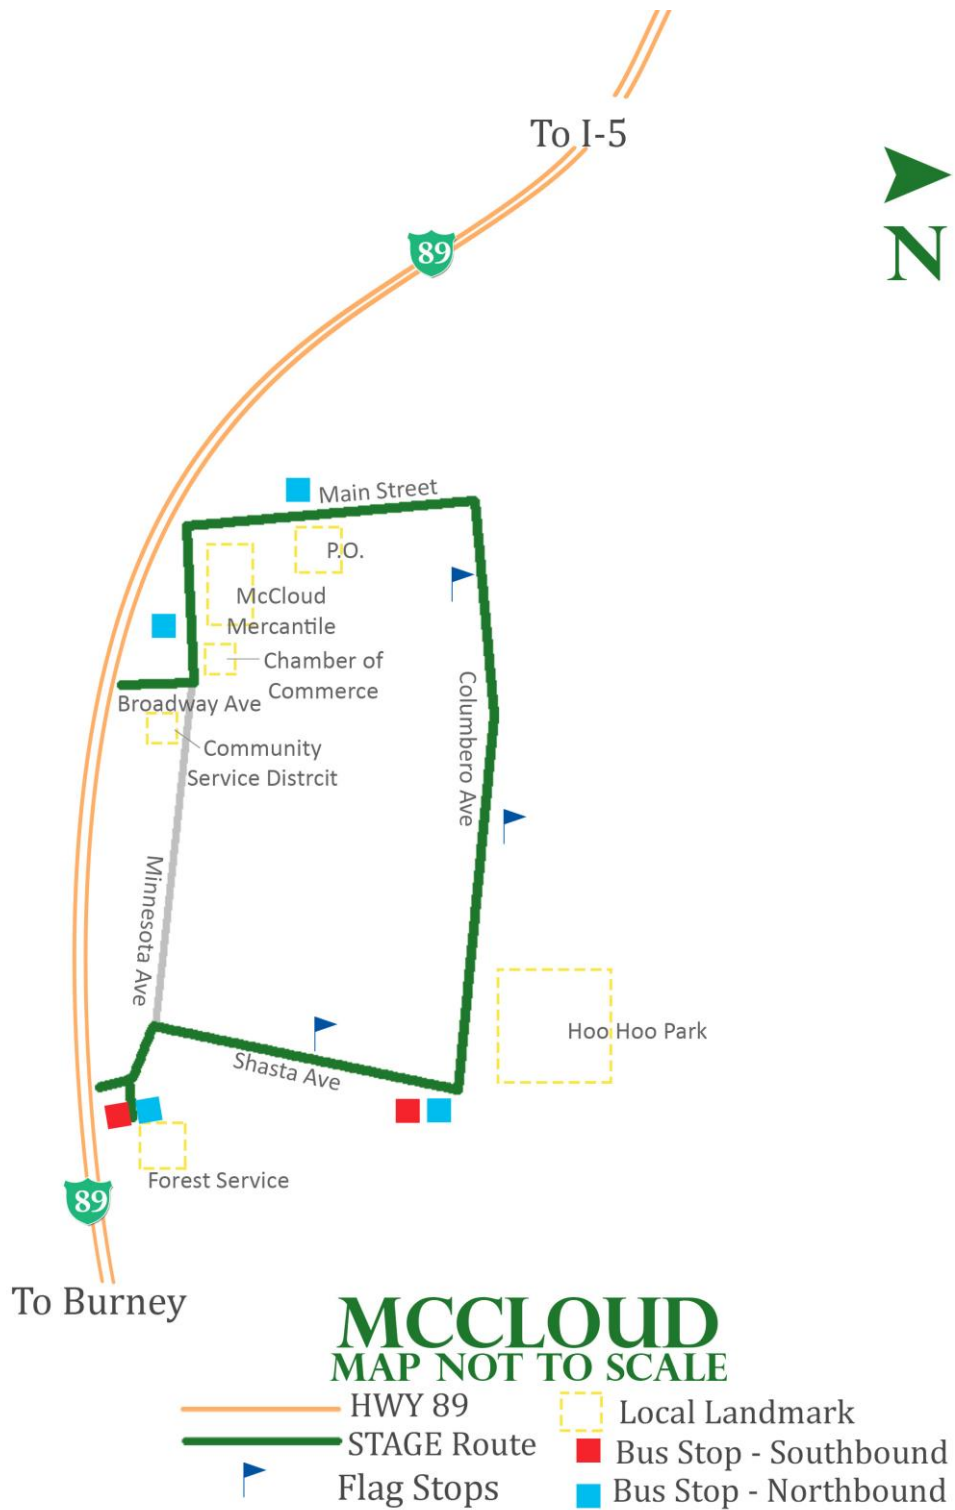 To I-5
N
89
Main Street
P.O.
McCloud
Mercantile
Chamber of
Commerce
Broadway Ave
Community
Service Distrcit
Columbero Ave
Minnesota Ave
Hoo Hoo Park
Shasta Ave
Forest Service
89
To Burney
MCCLOUD
MAP NOT TO SCALE
HWY 89
Local Landmark
STAGE Route
Bus Stop - Southbound
Flag Stops
Bus Stop - Northbound